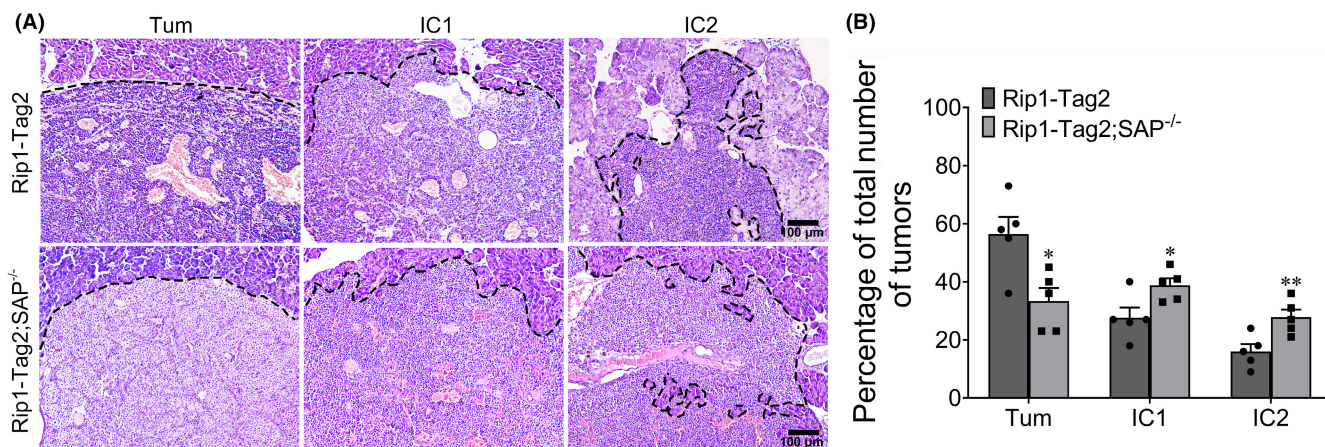 (A)
Tum
IC1
IC2
Rip1-Tag2
100 μm
Rip1-Tag2;SAP-/-
100 μm
(B)
Percentage of total number
of tumors
100
80
60
40
20
0
Rip1-Tag2
Rip1-Tag2;SAP-/-
*
*
**
Tum
IC1
IC2